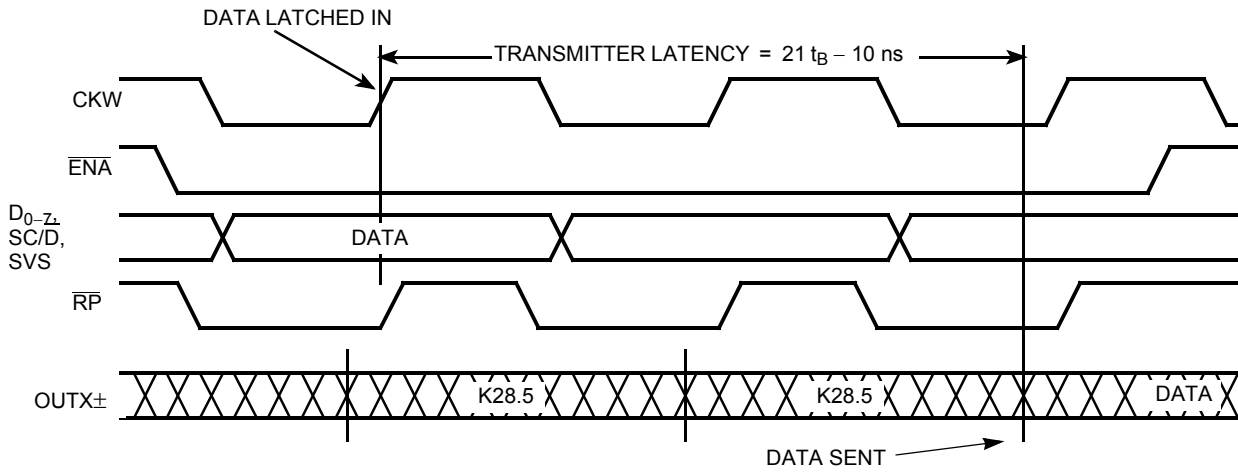 DATA LATCHED IN
TRANSMITTER LATENCY = 21 tB – 10 ns
CKW
ENA
D0–7,
SC/D,
SVS
DATA
RP
OUTX±
K28.5
K28.5
DATA
DATA SENT